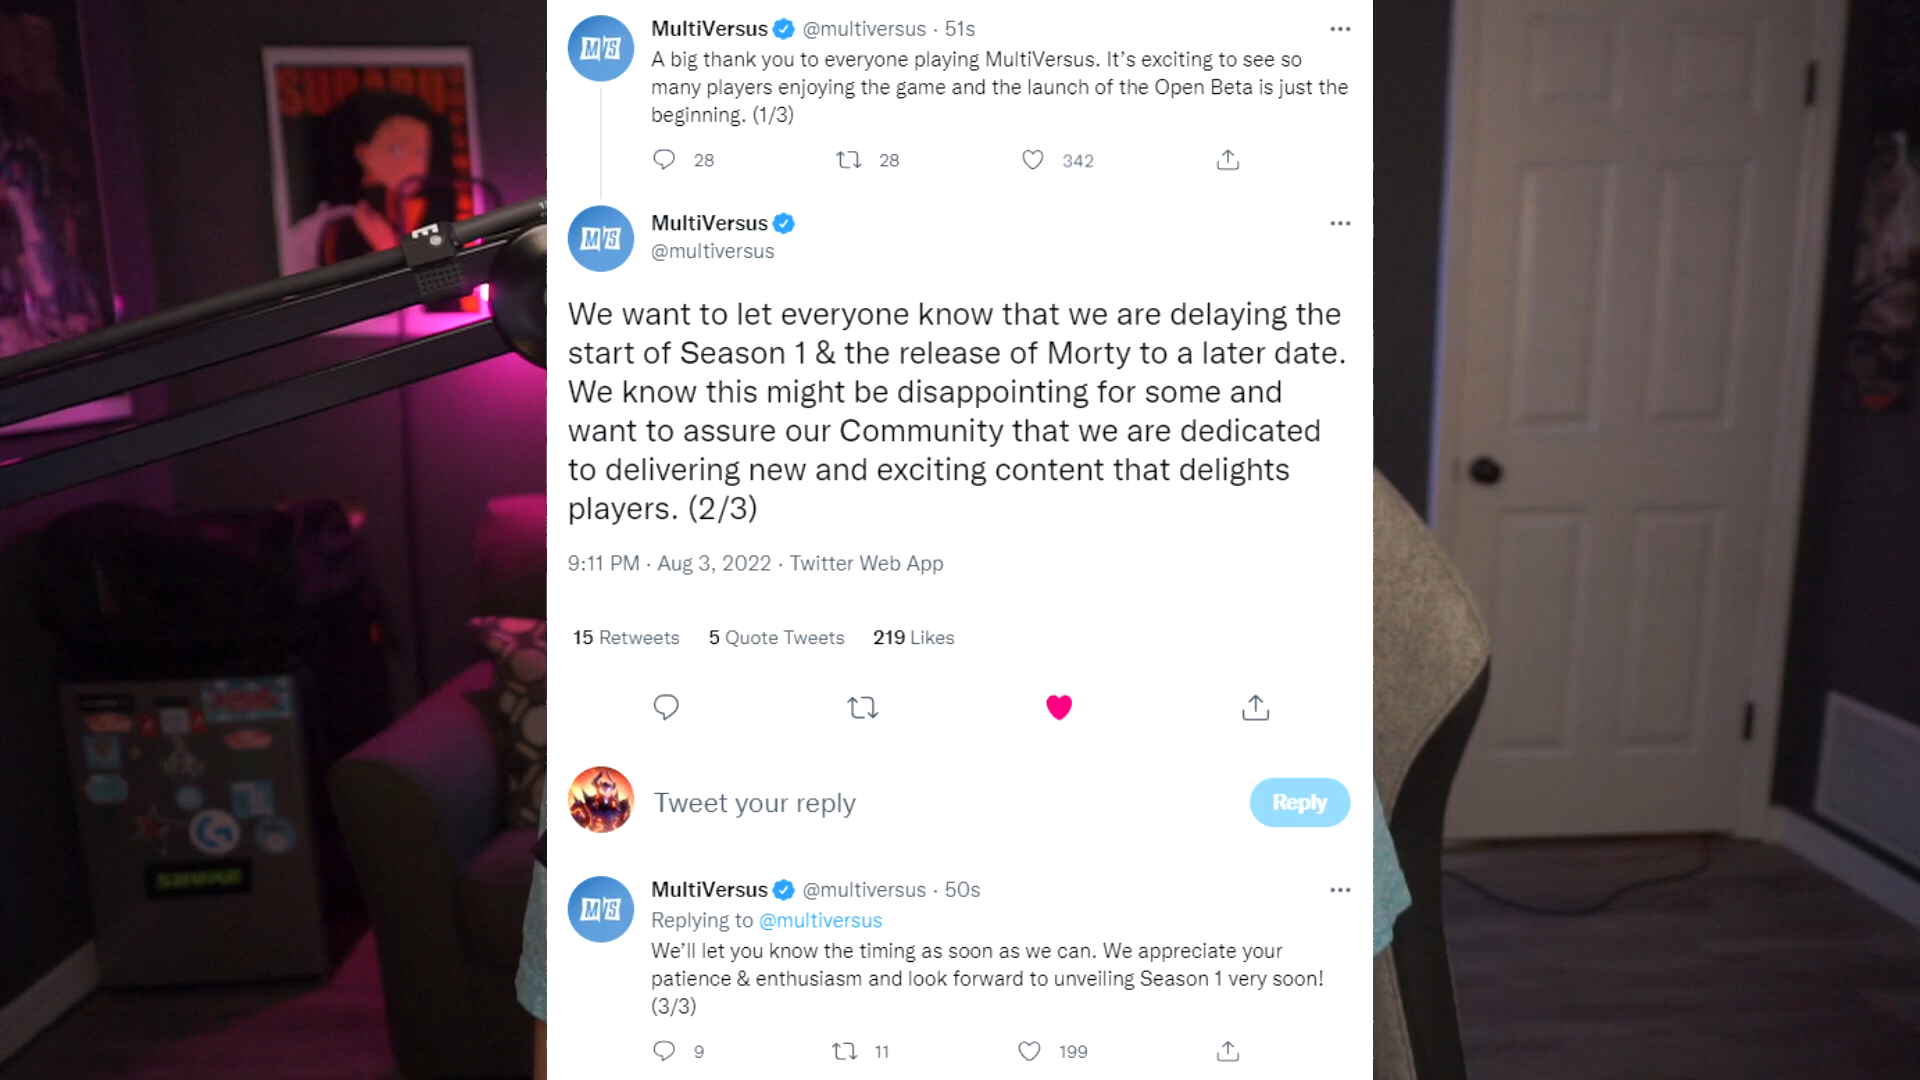 MultiVersus @multiversus · 51s
A big thank you to everyone playing MultiVersus. It's exciting to see so
many players enjoying the game and the launch of the Open Beta is just the
beginning. (1/3)
28 28 342
MultiVersus
@multiversus
We want to let everyone know that we are delaying the
start of Season 1 & the release of Morty to a later date.
We know this might be disappointing for some and
want to assure our Community that we are dedicated
to delivering new and exciting content that delights
players. (2/3)
9:11 PM · Aug 3, 2022 · Twitter Web App
15 Retweets 5 Quote Tweets 219 Likes
Tweet your reply
Reply
MultiVersus @multiversus · 50s
Replying to @multiversus
We'll let you know the timing as soon as we can. We appreciate your
patience & enthusiasm and look forward to unveiling Season 1 very soon!
(3/3)
9 11 199
M/S
M/S
M/S
SHURE